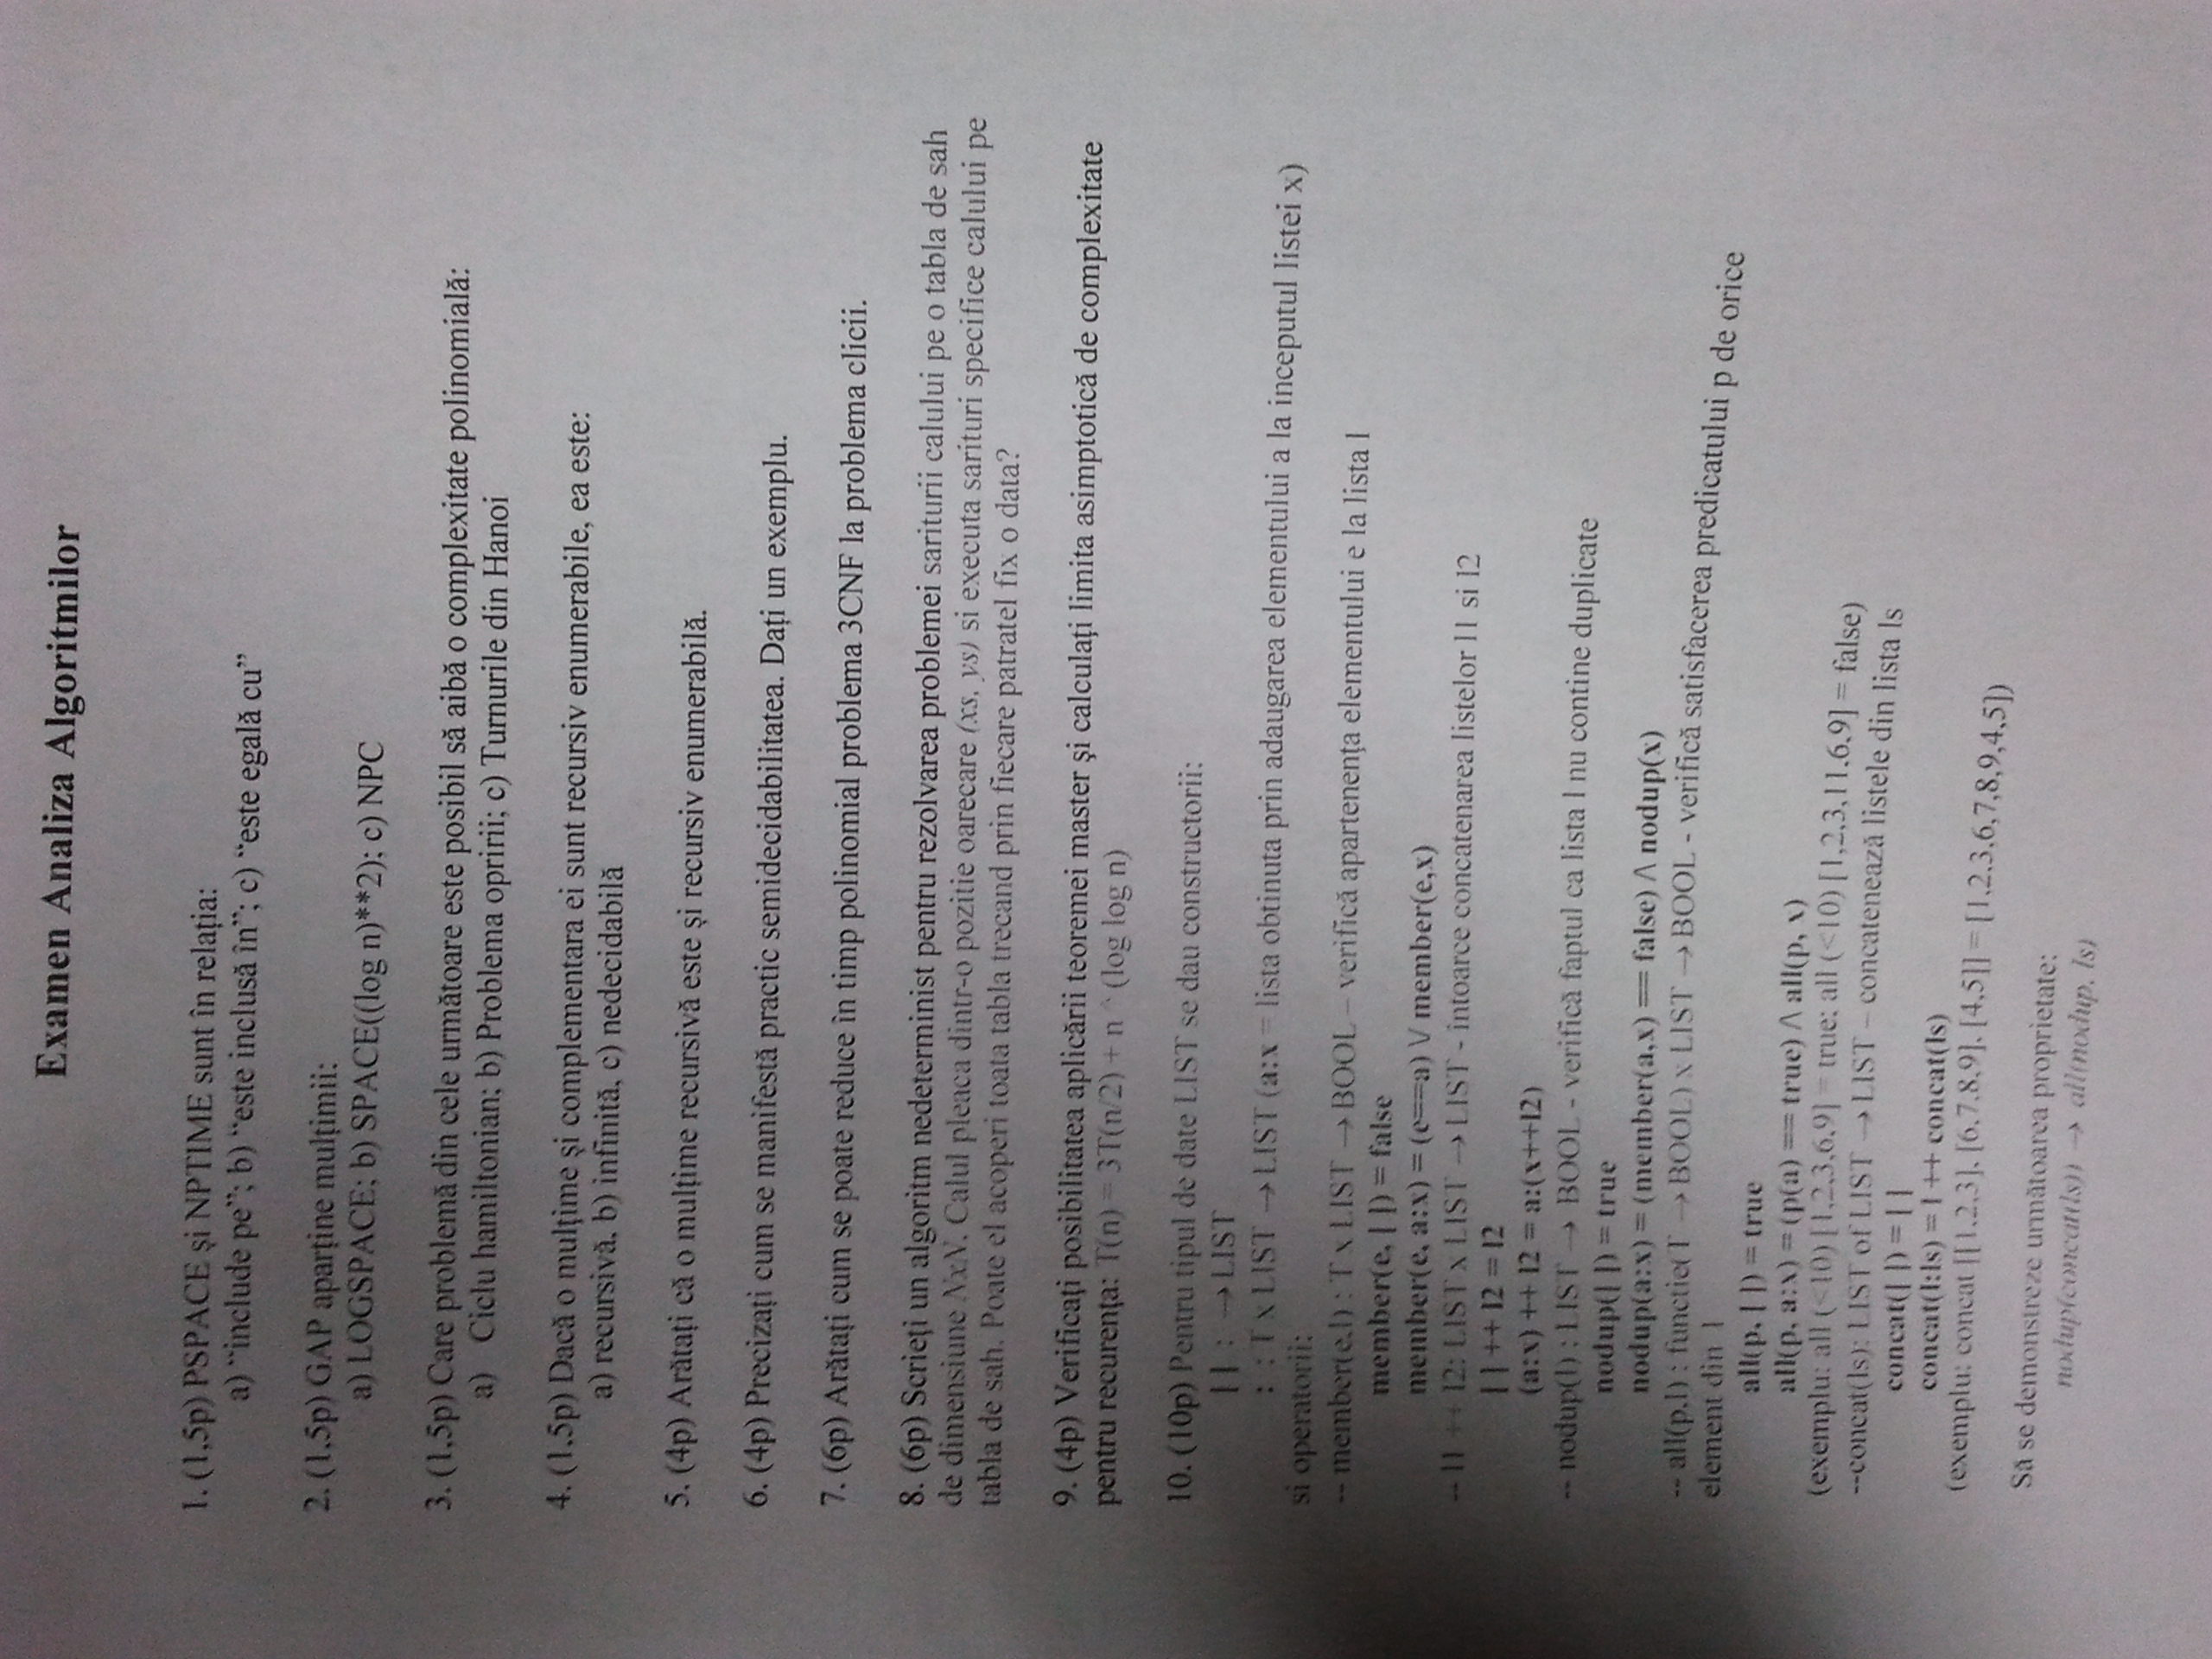 Examen Analiza Algoritmilor
1. (1,5p) PSPACE și NPTIME sunt în relația:
a) “include pe”; b) “este inclusă în”; c) “este egală cu”
2. (1,5p) GAP aparține mulțimii:
a) LOGSPACE; b) SPACE((log n)**2); c) NPC
3. (1,5p) Care problemă din cele următoare este posibil să aibă o complexitate polinomială:
a) Ciclu hamiltonian; b) Problema opririi; c) Turnurile din Hanoi
4. (1,5p) Dacă o mulțime și complementara ei sunt recursiv enumerabile, ea este:
a) recursivă, b) infinită, c) nedecidabilă
5. (4p) Arătați că o mulțime recursivă este și recursiv enumerabilă.
6. (4p) Precizați cum se manifestă practic semidecidabilitatea. Dați un exemplu.
7. (6p) Arătați cum se poate reduce în timp polinomial problema 3CNF la problema clicii.
8. (6p) Scrieți un algoritm nedeterminist pentru rezolvarea problemei sariturii calului pe o tabla de sah
de dimensiune NxN. Calul pleaca dintr-o pozitie oarecare (xs, ys) si executa sarituri specifice calului pe
tabla de sah. Poate el acoperi toata tabla trecand prin fiecare patratel fix o data?
9. (4p) Verificați posibilitatea aplicării teoremei master și calculați limita asimptotică de complexitate
pentru recurența: T(n) = 3T(n/2) + n ^ (log log n)
10. (10p) Pentru tipul de date LIST se dau constructorii:
[ ] : → LIST
: : T x LIST → LIST (a:x = lista obtinuta prin adaugarea elementului a la inceputul listei x)
si operatorii:
-- member(e,l) : T x LIST → BOOL – verifică apartenența elementului e la lista l
member(e, [ ]) = false
member(e, a:x) = (e==a) \/ member(e,x)
-- l1 ++ l2: LIST x LIST → LIST - întoarce concatenarea listelor l1 si l2
[ ] ++ l2 = l2
(a:x) ++ l2 = a:(x++l2)
-- nodup(l) : LIST → BOOL - verifică faptul ca lista l nu contine duplicate
nodup([ ]) = true
nodup(a:x) = (member(a,x) == false) /\ nodup(x)
-- all(p,l) : functie(T → BOOL) x LIST → BOOL - verifică satisfacerea predicatului p de orice
element din l
all(p, [ ]) = true
all(p, a:x) = (p(a) == true) /\ all(p, x)
(exemplu: all (<10) [1,2,3,6,9] = true; all (<10) [1,2,3,11,6,9] = false)
--concat(ls): LIST of LIST → LIST – concatenează listele din lista ls
concat([ ]) = [ ]
concat(l:ls) = l ++ concat(ls)
(exemplu: concat [[1,2,3], [6,7,8,9], [4,5]] = [1,2,3,6,7,8,9,4,5])
Să se demonstreze următoarea proprietate:
nodup(concat(ls)) → all(nodup, ls)